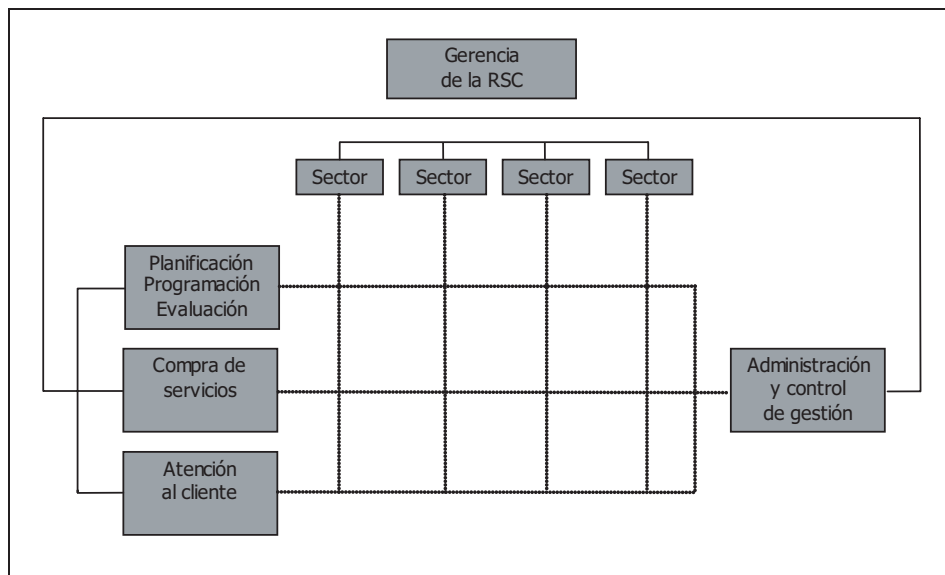 Gerencia
de la RSC
Sector
Sector
Sector
Sector
Planificación
Programación
Evaluación
Compra de
servicios
Administración
y control
de gestión
Atención
al cliente